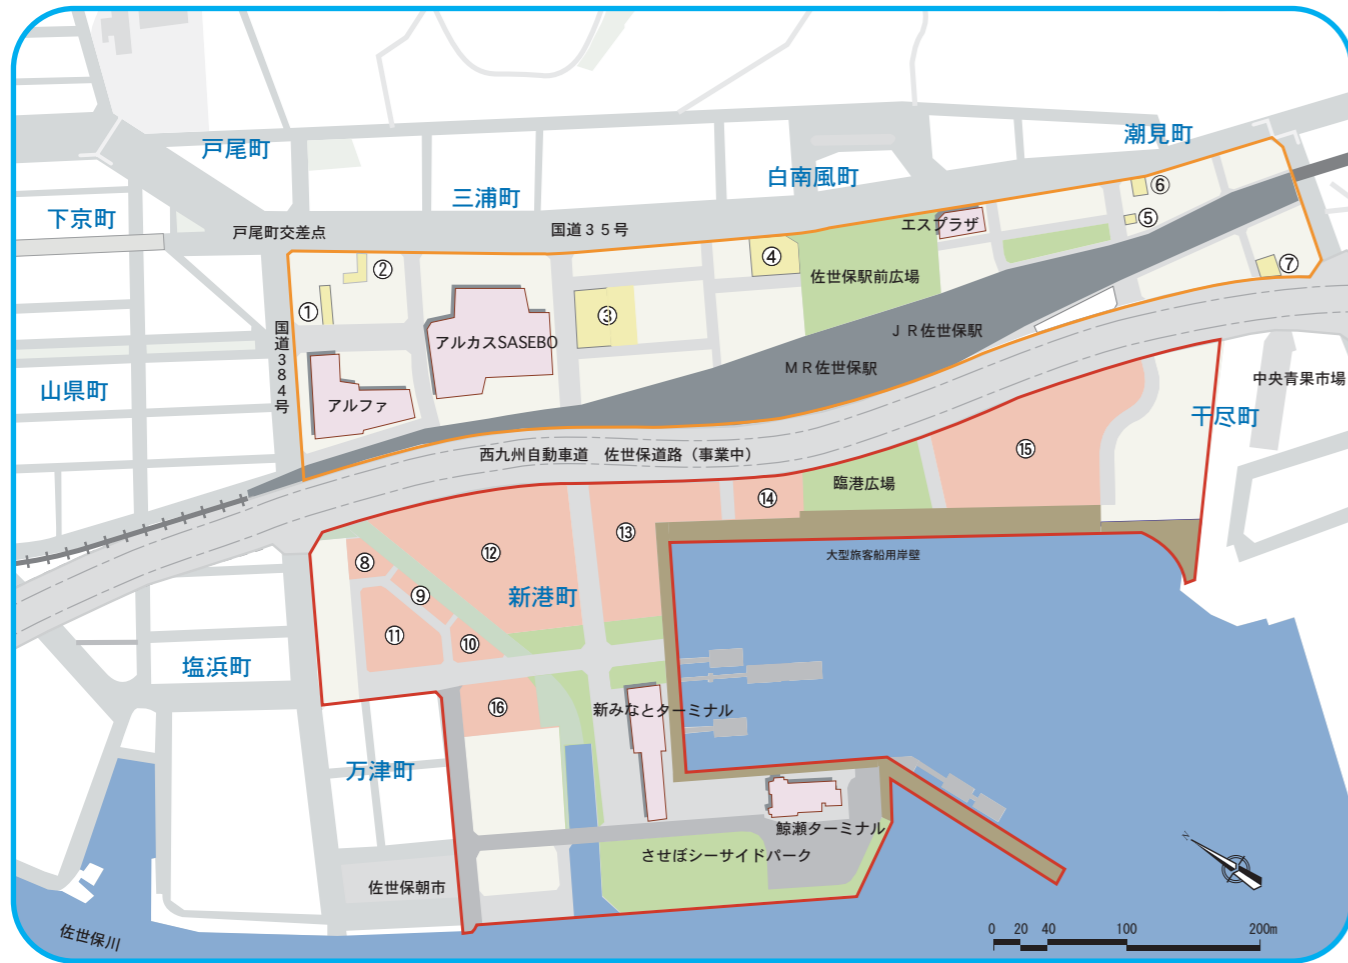 潮見町
戸尾町
白南風町
三浦町
下京町
戸尾町交差点
国道35号
エスプラザ
⑥
⑤
④
②
⑦
佐世保駅前広場
①
③
国道384号
アルカスSASEBO
JR佐世保駅
MR佐世保駅
中央青果市場
山県町
アルファ
干尽町
西九州自動車道 佐世保道路（事業中）
⑮
臨港広場
⑭
⑬
⑫
大型旅客船用岸壁
⑧
⑨
新港町
⑪
⑩
塩浜町
⑯
新みなとターミナル
万津町
鯨瀬ターミナル
させぼシーサイドパーク
佐世保朝市
佐世保川
N
0 20 40 100 200m